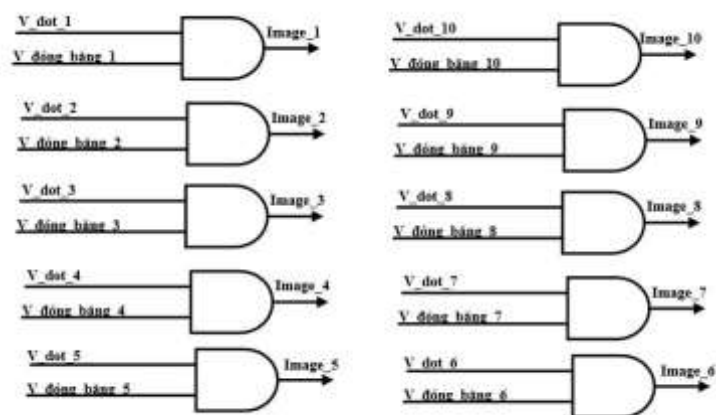 V_dot_1
Image_1
V_đóng_băng_1
V_dot_2
Image_2
V_đóng_băng_2
V_dot_3
Image_3
V_đóng_băng_3
V_dot_4
Image_4
V_đóng_băng_4
V_dot_5
Image_5
V_đóng_băng_5
V_dot_10
Image_10
V_đóng_băng_10
V_dot_9
Image_9
V_đóng_băng_9
V_dot_8
Image_8
V_đóng_băng_8
V_dot_7
Image_7
V_đóng_băng_7
V_dot_6
Image_6
V_đóng_băng_6